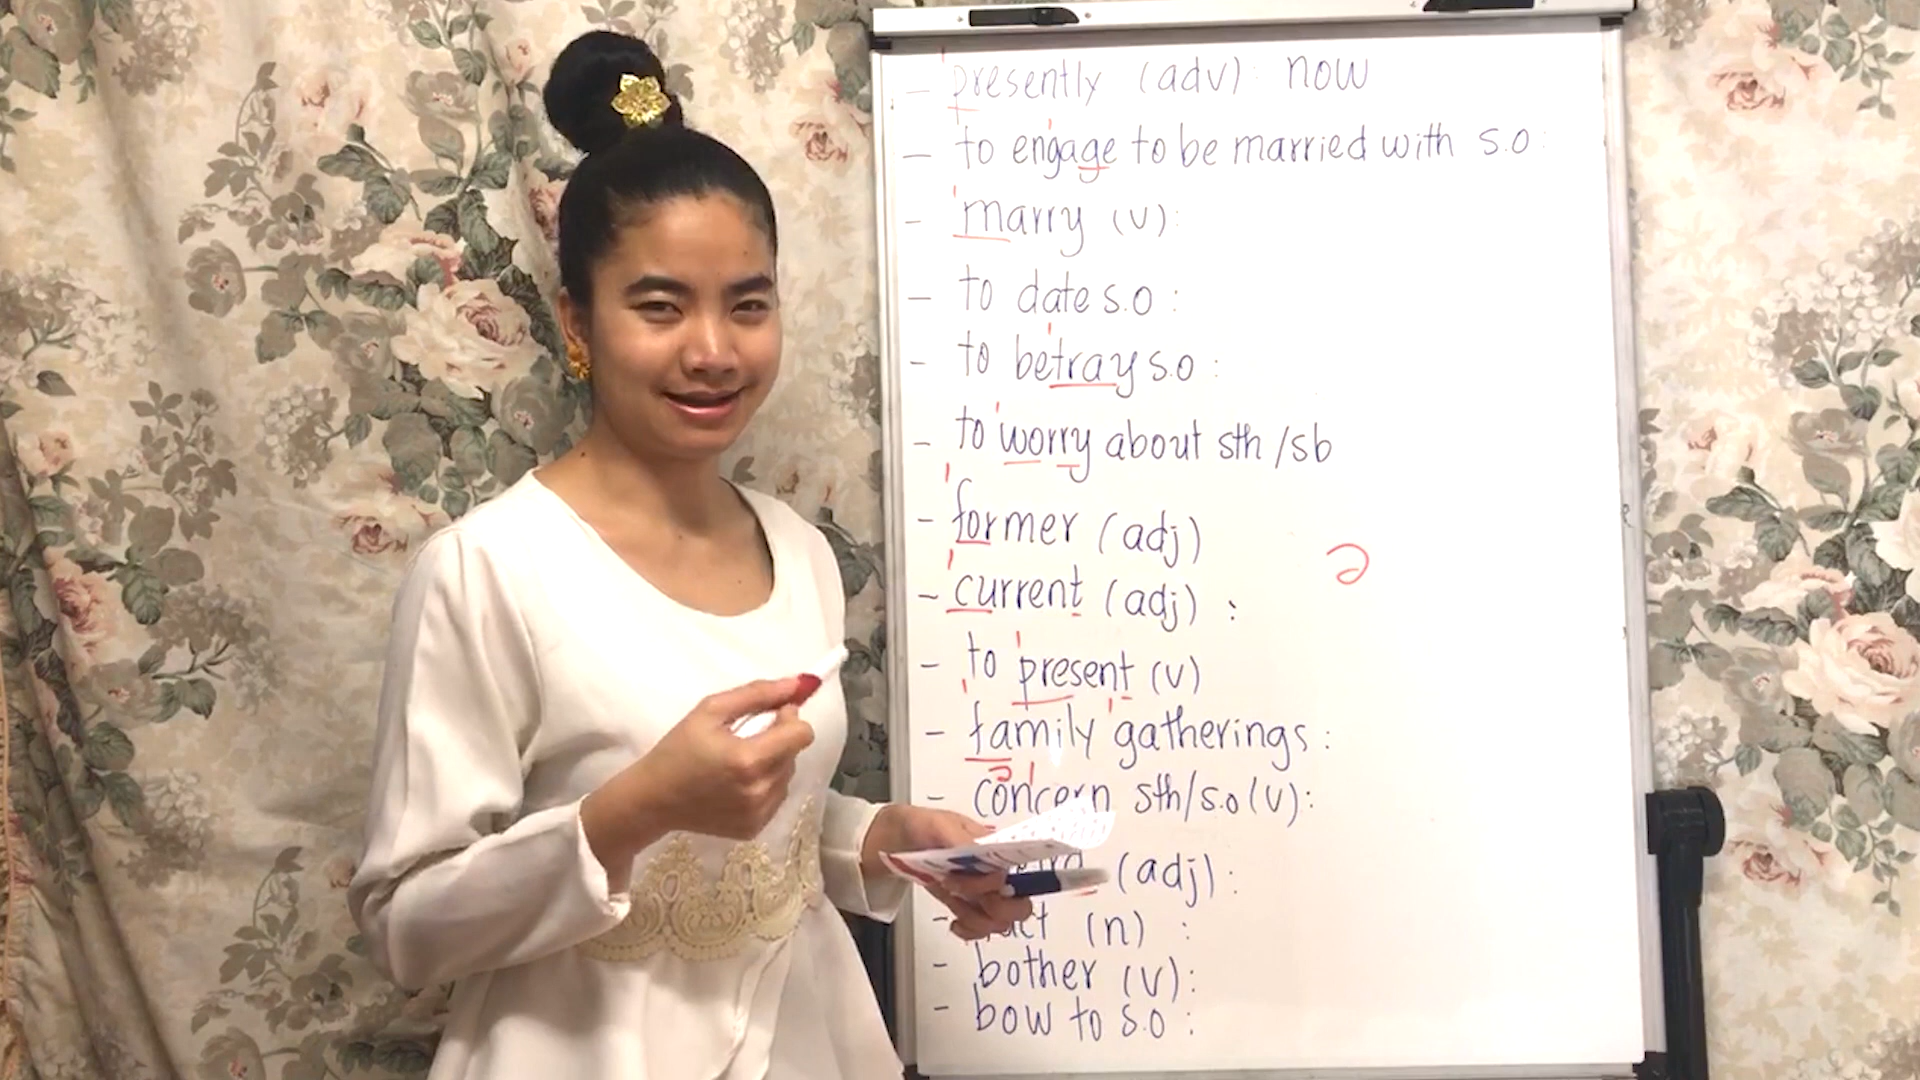 - presently (adv): now
- to engage to be married with s.o:
- marry (v):
- to date s.o:
- to betray s.o:
- to worry about sth/sb
- former (adj)
- current (adj) :
ə
- to present (v)
- family gatherings:
ə
- concern sth/s.o (v):
(adj):
- fact (n) :
- bother (v):
- bow to s.o :